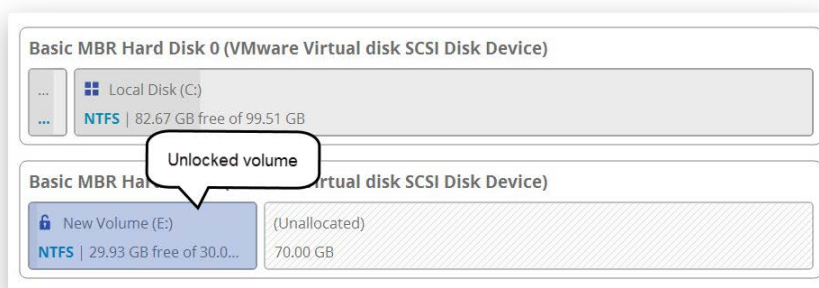 Basic MBR Hard Disk 0 (VMware Virtual disk SCSI Disk Device)
...
Local Disk (C:)
...
NTFS | 82.67 GB free of 99.51 GB
Unlocked volume
Basic MBR Har rtual disk SCSI Disk Device)
New Volume (E:)
NTFS | 29.93 GB free of 30.0...
(Unallocated)
70.00 GB